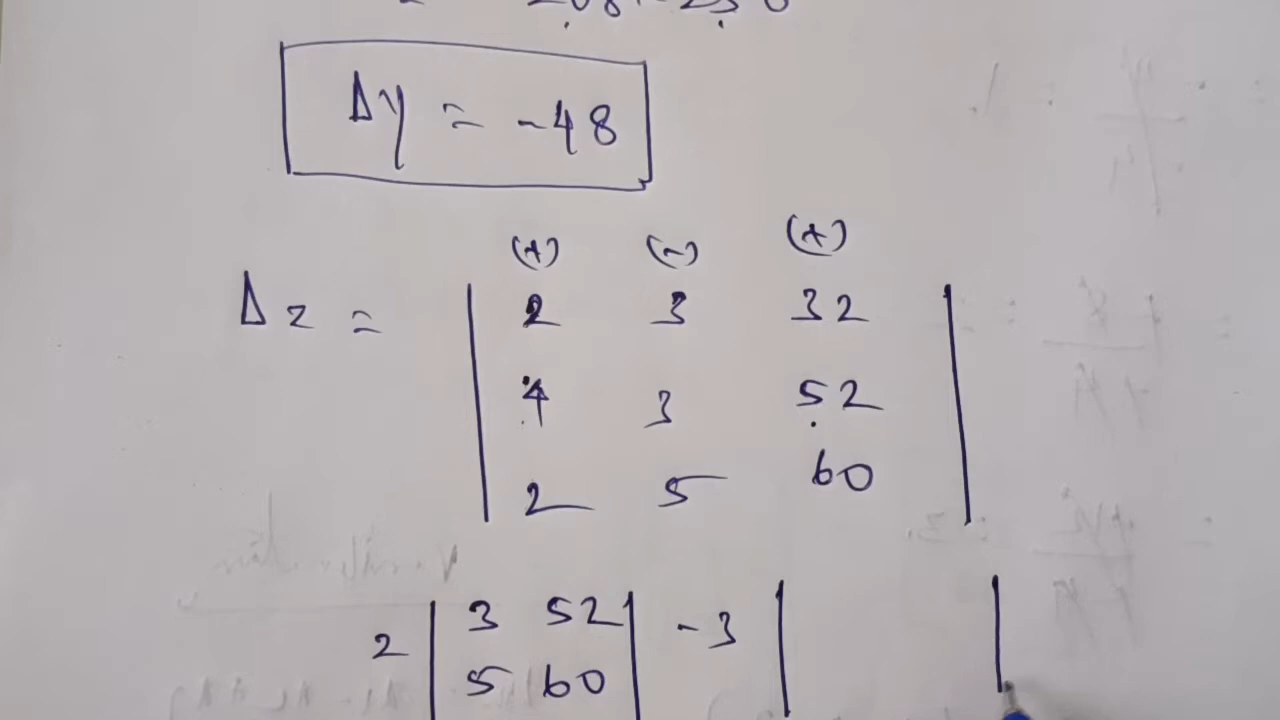 Δy = -48
(+) (-) (+)
Δz = | 2 3 32 |
| 4 3 52 |
| 2 5 60 |
2 | 3 52 | -3 | |
| 5 60 |